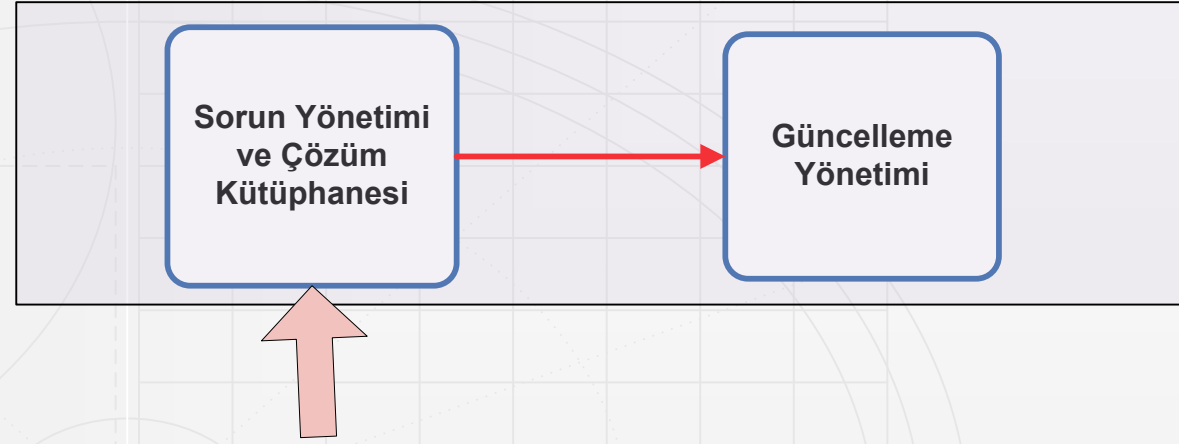 Sorun Yönetimi
ve Çözüm
Kütüphanesi
Güncelleme
Yönetimi